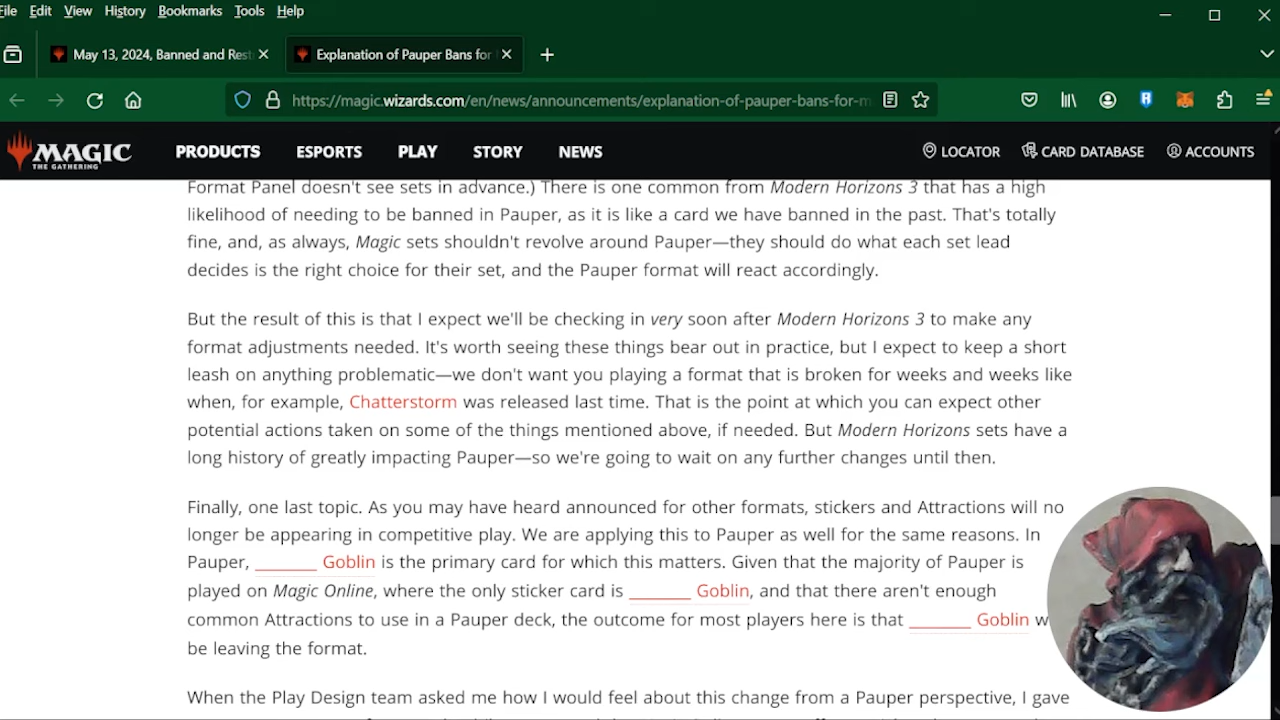 File Edit View History Bookmarks Tools Help
May 13, 2024, Banned and Rest
Explanation of Pauper Bans for
https://magic.wizards.com/en/news/announcements/explanation-of-pauper-bans-for-m
MAGIC THE GATHERING PRODUCTS ESPORTS PLAY STORY NEWS LOCATOR CARD DATABASE ACCOUNTS
Format Panel doesn't see sets in advance.) There is one common from Modern Horizons 3 that has a high
likelihood of needing to be banned in Pauper, as it is like a card we have banned in the past. That's totally
fine, and, as always, Magic sets shouldn't revolve around Pauper—they should do what each set lead
decides is the right choice for their set, and the Pauper format will react accordingly.
But the result of this is that I expect we'll be checking in very soon after Modern Horizons 3 to make any
format adjustments needed. It's worth seeing these things bear out in practice, but I expect to keep a short
leash on anything problematic—we don't want you playing a format that is broken for weeks and weeks like
when, for example, Chatterstorm was released last time. That is the point at which you can expect other
potential actions taken on some of the things mentioned above, if needed. But Modern Horizons sets have a
long history of greatly impacting Pauper—so we're going to wait on any further changes until then.
Finally, one last topic. As you may have heard announced for other formats, stickers and Attractions will no
longer be appearing in competitive play. We are applying this to Pauper as well for the same reasons. In
Pauper, _______ Goblin is the primary card for which this matters. Given that the majority of Pauper is
played on Magic Online, where the only sticker card is _______ Goblin, and that there aren't enough
common Attractions to use in a Pauper deck, the outcome for most players here is that _______ Goblin w
be leaving the format.
When the Play Design team asked me how I would feel about this change from a Pauper perspective, I gave